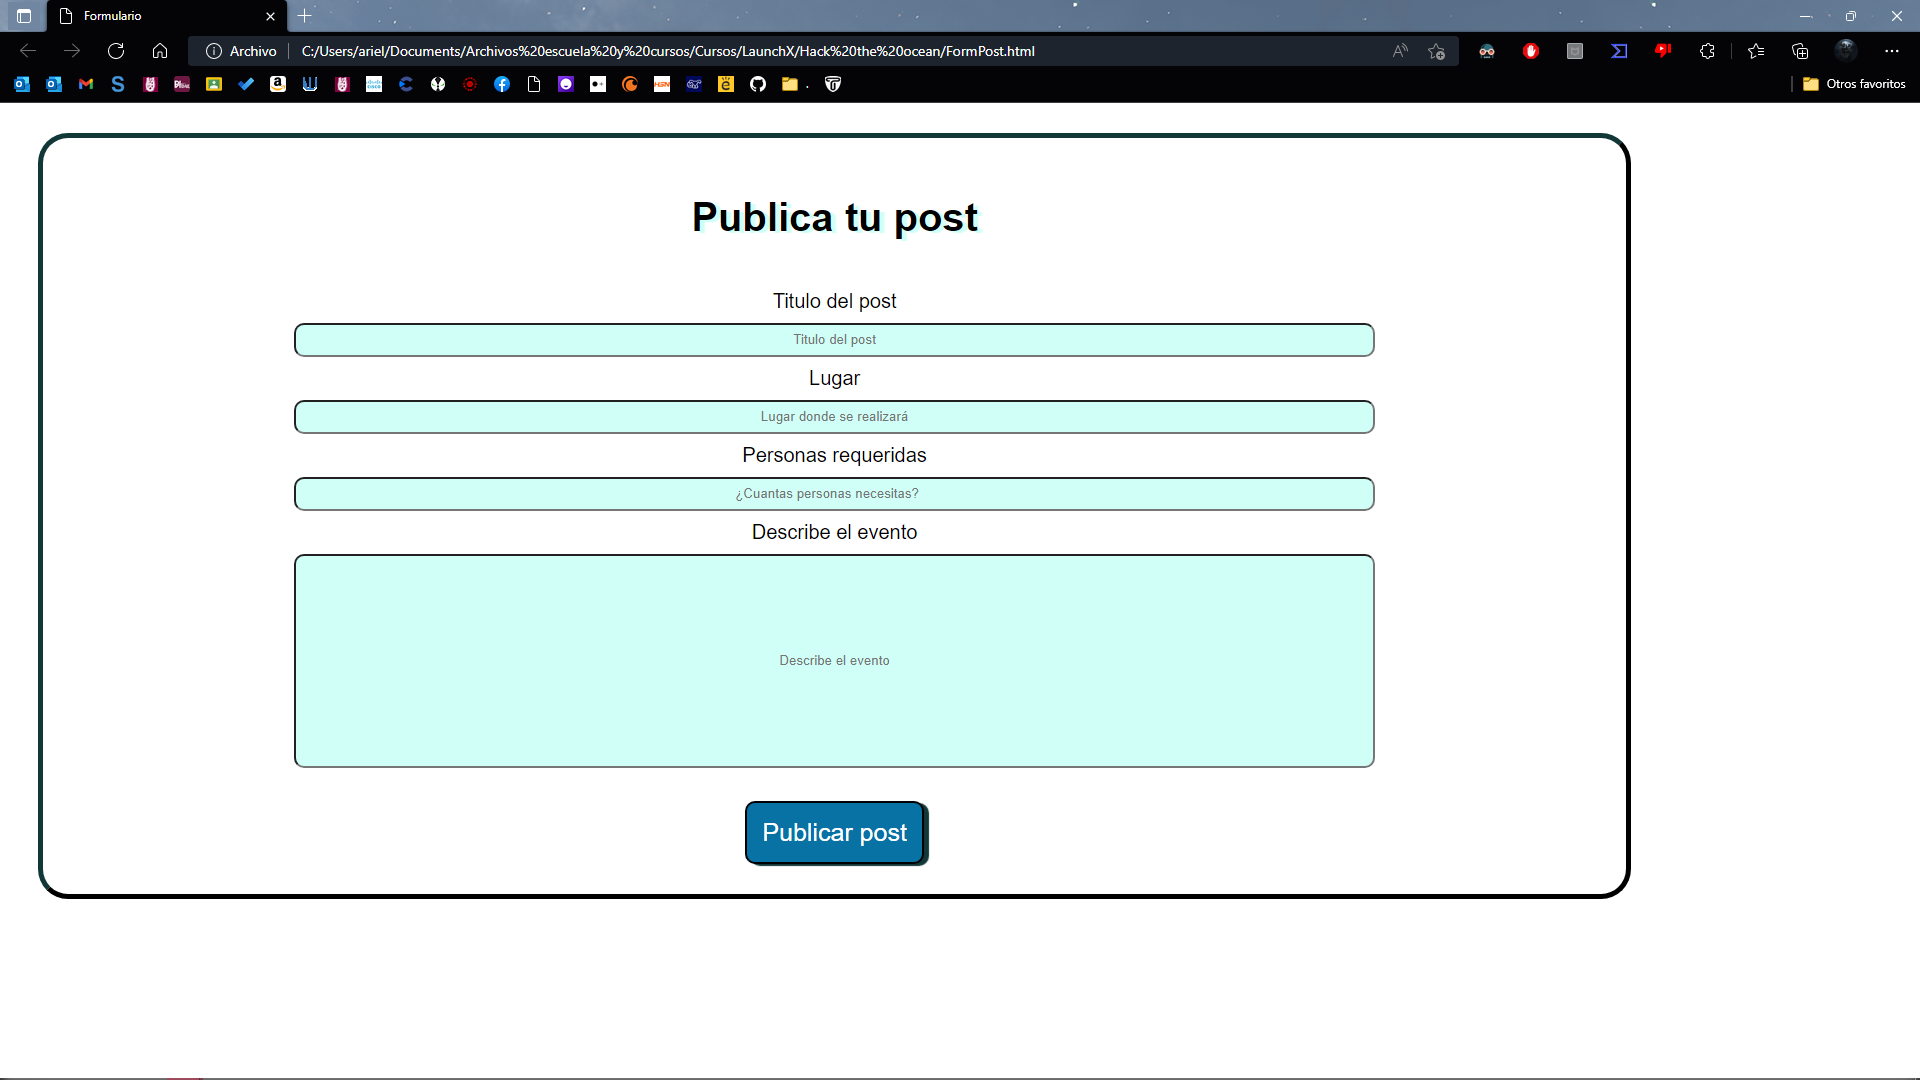 Formulario
Archivo
C:/Users/ariel/Documents/Archivos%20escuela%20y%20cursos/Cursos/LaunchX/Hack%20the%20ocean/FormPost.html
Otros favoritos
Publica tu post
Titulo del post
Titulo del post
Lugar
Lugar donde se realizará
Personas requeridas
¿Cuantas personas necesitas?
Describe el evento
Describe el evento
Publicar post